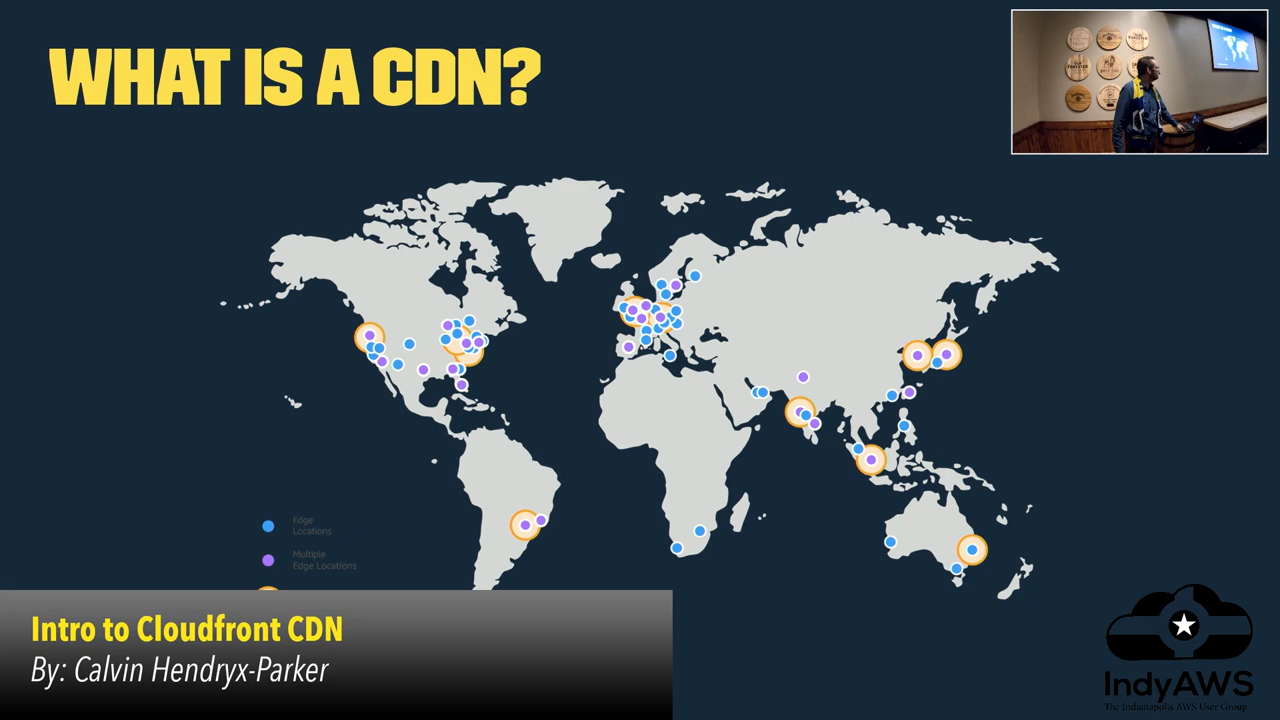 WHAT IS A CDN?
Edge
Locations
Multiple
Edge Locations
Intro to Cloudfront CDN
By: Calvin Hendryx-Parker
IndyAWS
The Indianapolis AWS User Group